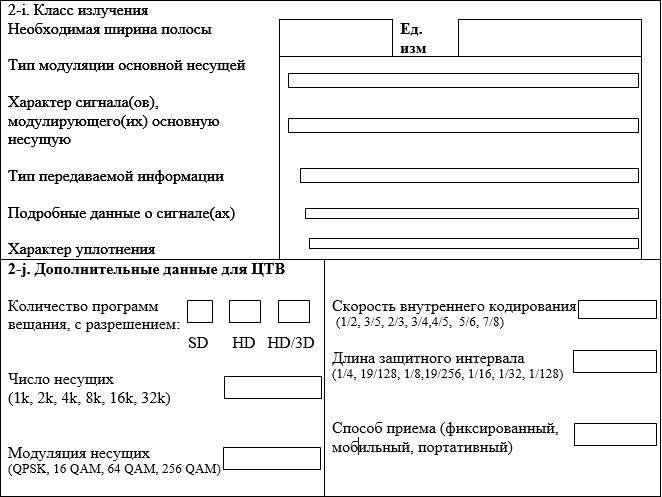 2-i. Класс излучения
Необходимая ширина полосы
Ед. изм
Тип модуляции основной несущей
Характер сигнала(ов),
модулирующего(их) основную
несущую
Тип передаваемой информации
Подробные данные о сигнале(ах)
Характер уплотнения
2-j. Дополнительные данные для ЦТВ
Количество программ
вещания, с разрешением:
SD HD HD/3D
Число несущих
(1k, 2k, 4k, 8k, 16k, 32k)
Модуляция несущих
(QPSK, 16 QAM, 64 QAM, 256 QAM)
Скорость внутреннего кодирования
(1/2, 3/5, 2/3, 3/4,4/5, 5/6, 7/8)
Длина защитного интервала
(1/4, 19/128, 1/8,19/256, 1/16, 1/32, 1/128)
Способ приема (фиксированный,
мобильный, портативный)